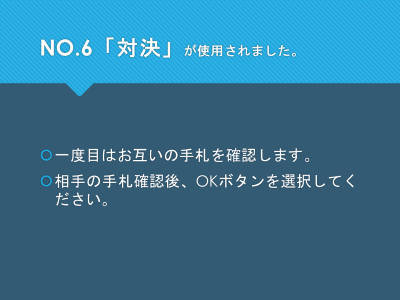 NO.6「対決」が使用されました。
一度目はお互いの手札を確認します。
相手の手札確認後、OKボタンを選択してく
ださい。